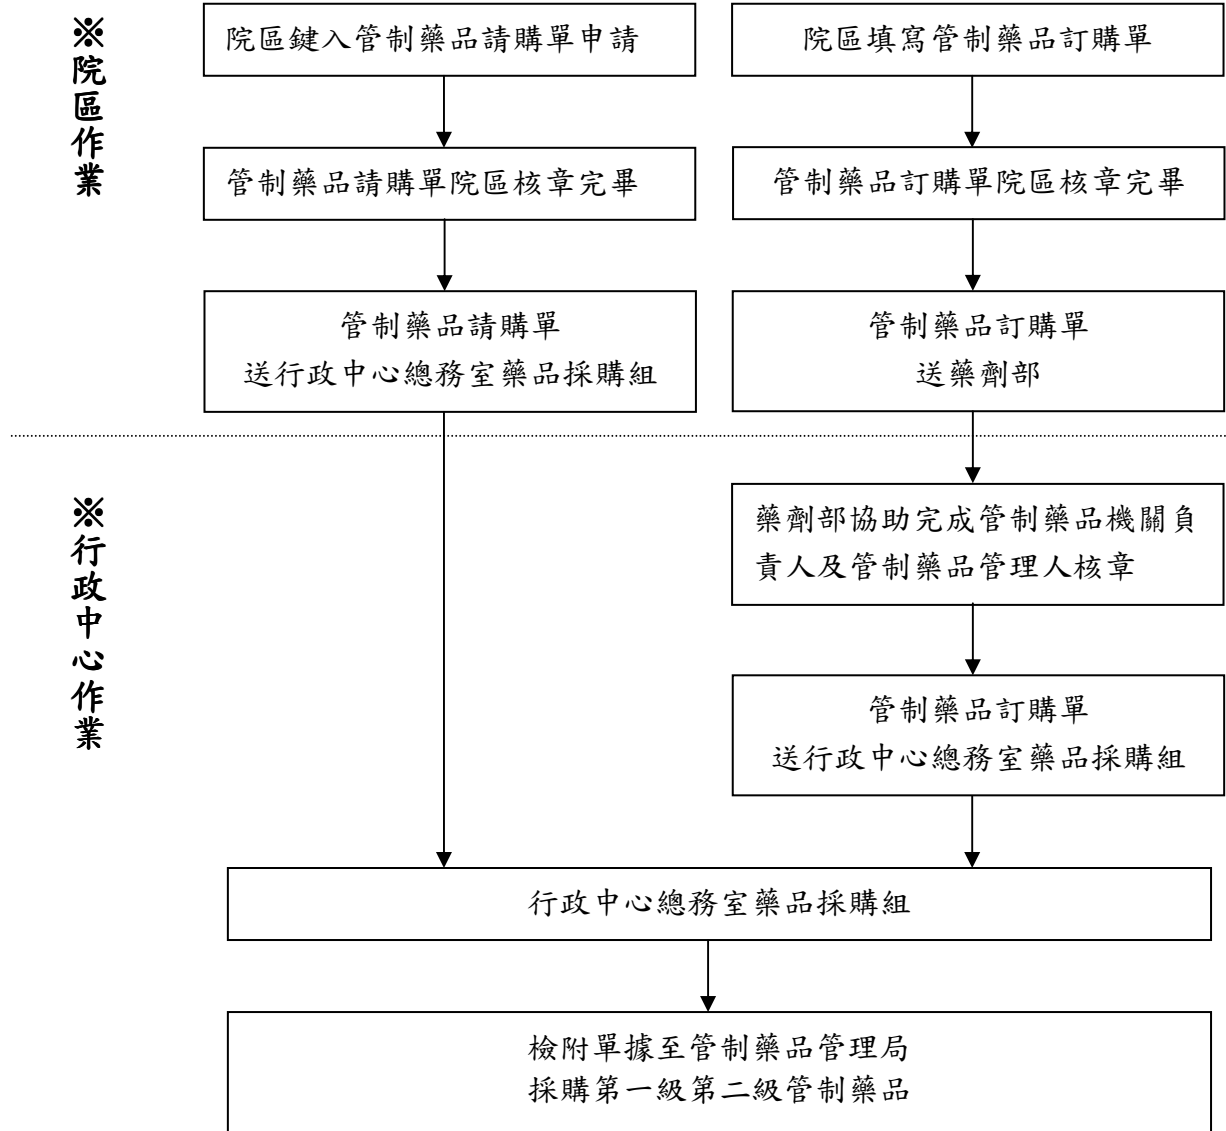 ※院區作業
院區鍵入管制藥品請購單申請
院區填寫管制藥品訂購單
管制藥品請購單院區核章完畢
管制藥品訂購單院區核章完畢
管制藥品請購單
送行政中心總務室藥品採購組
管制藥品訂購單
送藥劑部
※行政中心作業
藥劑部協助完成管制藥品機關負
責人及管制藥品管理人核章
管制藥品訂購單
送行政中心總務室藥品採購組
行政中心總務室藥品採購組
檢附單據至管制藥品管理局
採購第一級第二級管制藥品